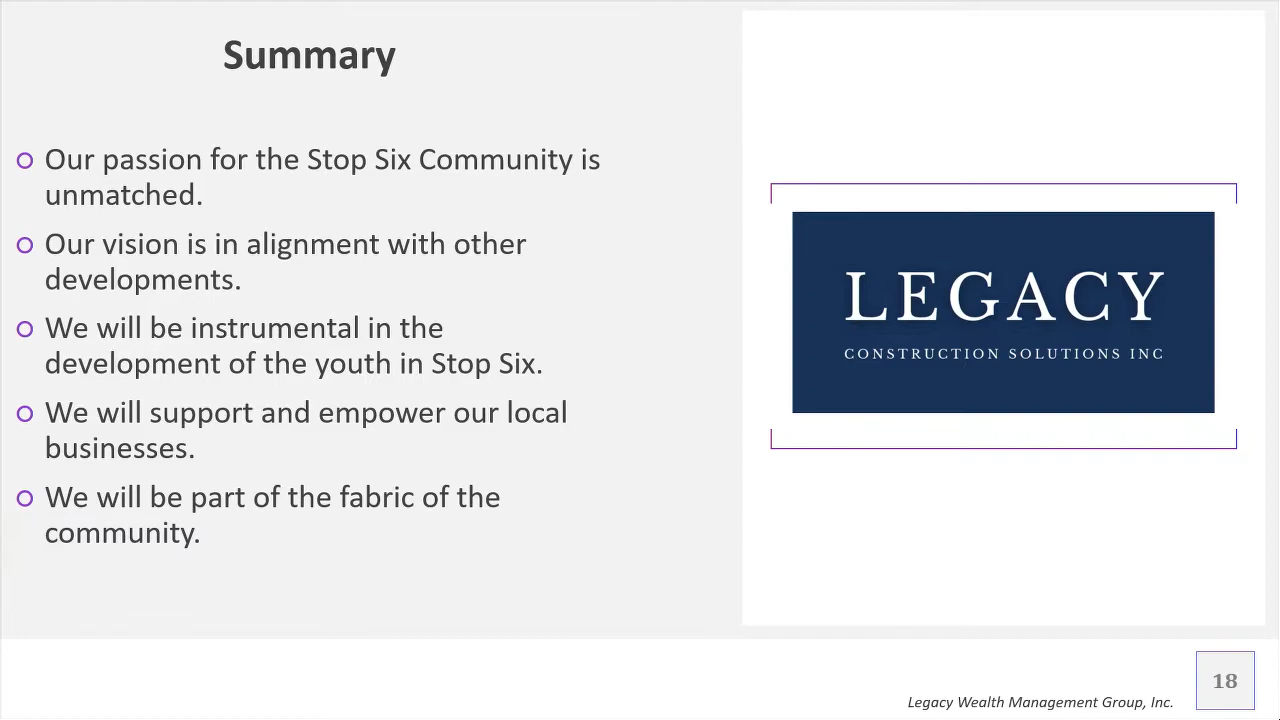 Summary
Our passion for the Stop Six Community is
unmatched.
Our vision is in alignment with other
developments.
We will be instrumental in the
development of the youth in Stop Six.
We will support and empower our local
businesses.
We will be part of the fabric of the
community.
LEGACY
CONSTRUCTION SOLUTIONS INC
Legacy Wealth Management Group, Inc.
18